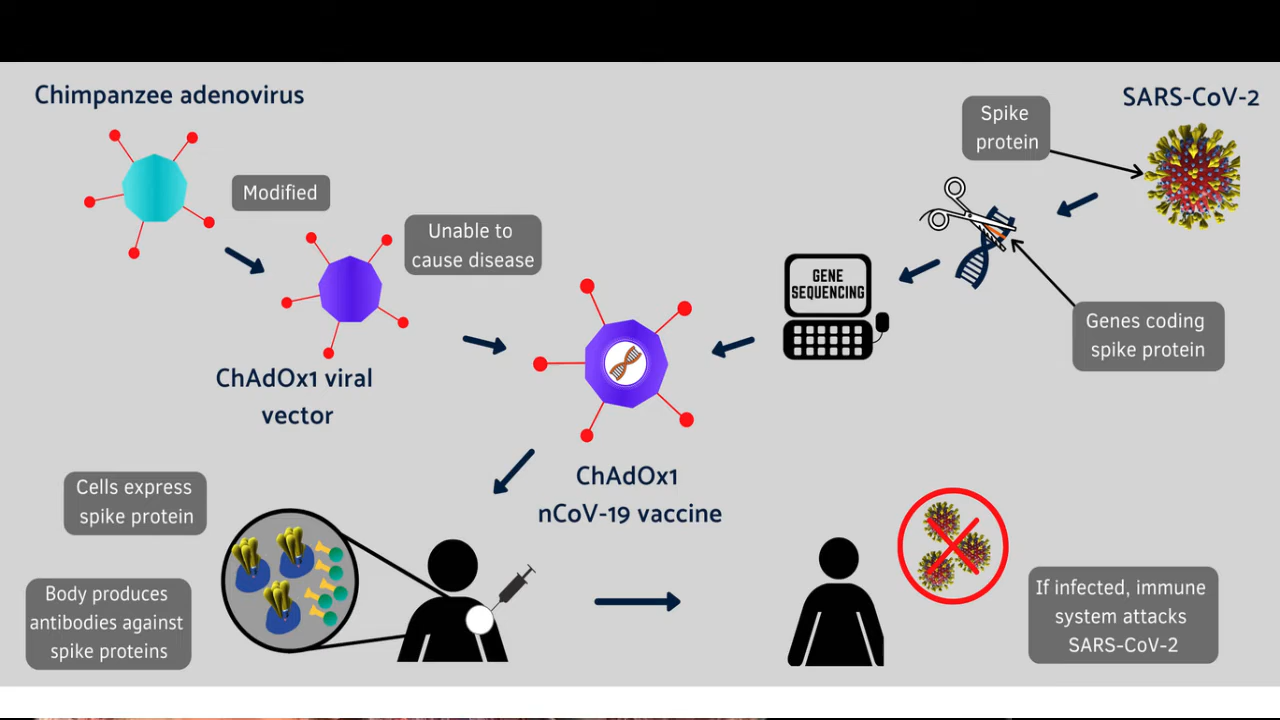 Chimpanzee adenovirus
SARS-CoV-2
Spike
protein
Modified
Unable to
cause disease
GENE
SEQUENCING
Genes coding
spike protein
ChAdOx1 viral
vector
ChAdOx1
nCoV-19 vaccine
Cells express
spike protein
Body produces
antibodies against
spike proteins
If infected, immune
system attacks
SARS-CoV-2